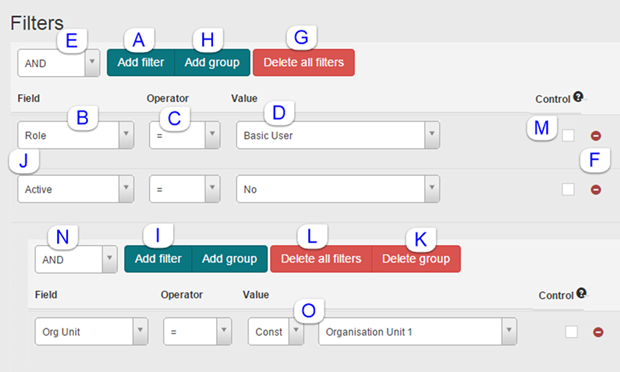 Filters
E A H G
AND Add filter Add group Delete all filters
Field Operator Value Control ?
B C D M
Role = Basic User
J F
Active = No
N I L K
AND Add filter Add group Delete all filters Delete group
Field Operator Value Control ?
O
Org Unit = Const Organisation Unit 1